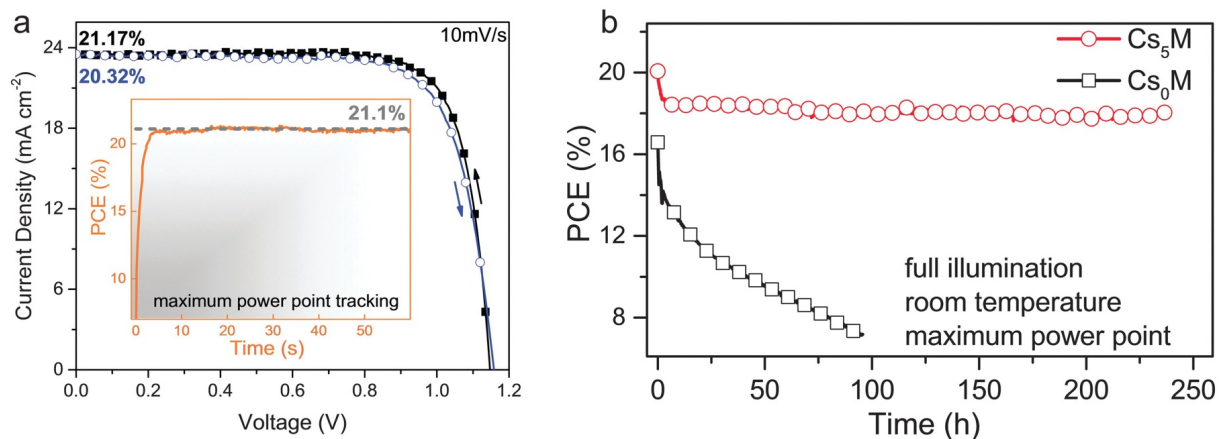 a
21.17%
20.32%
10mV/s
24
18
12
6
0
Current Density (mA cm⁻²)
0.0
0.2
0.4
0.6
0.8
1.0
1.2
Voltage (V)
21.1%
20
15
10
PCE (%)
maximum power point tracking
0
10
20
30
40
50
Time (s)
b
Cs₅M
Cs₀M
20
16
12
8
PCE (%)
full illumination
room temperature
maximum power point
0
50
100
150
200
250
Time (h)